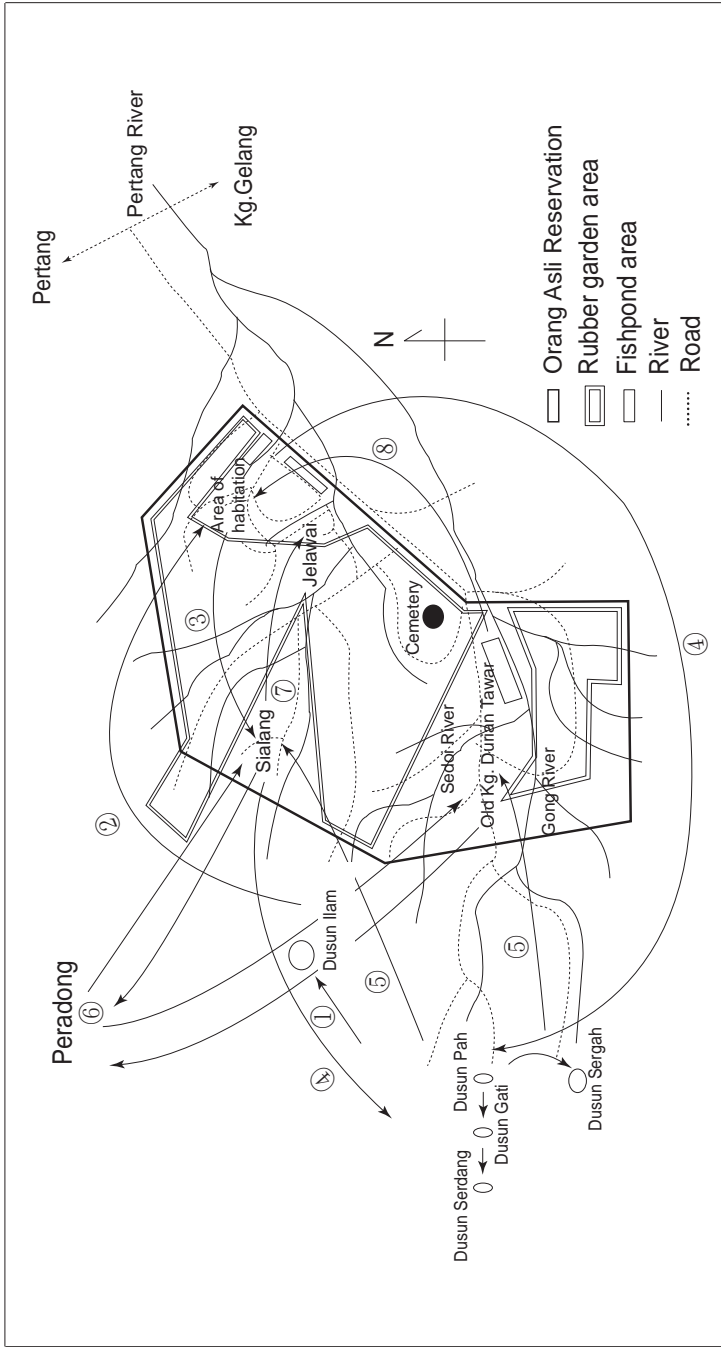 Pertang
Pertang River
Kg.Gelang
Peradong
⑥
②
③
Area of
habitation
⑧
N
Sialang
⑦
Jelawai
Cemetery
④
①
Dusun Ilam
⑤
Sedoi River
Old Kg. Durian Tawar
Gong River
④
⑤
Dusun Serdang
Dusun Gati
Dusun Pah
Dusun Sergah
Orang Asli Reservation
Rubber garden area
Fishpond area
River
Road